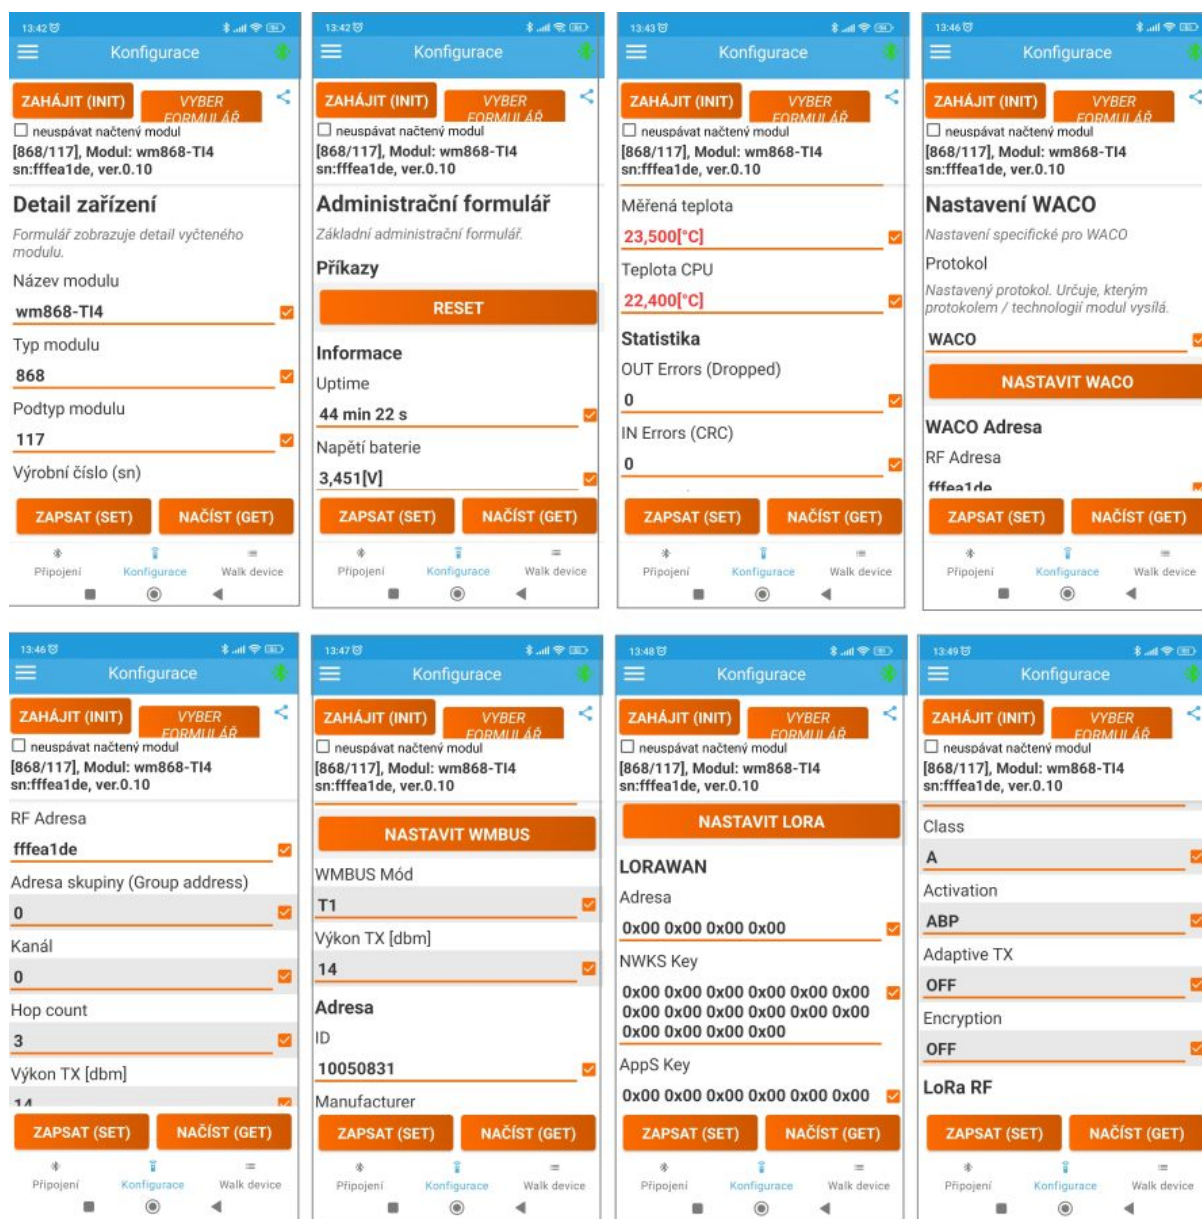 13:42
Konfigurace
ZAHÁJIT (INIT)
VYBER
FORMULÁŘ
neuspávat načtený modul
[868/117], Modul: wm868-TI4
sn:fffea1de, ver.0.10
Detail zařízení
Formulář zobrazuje detail vyčteného
modulu.
Název modulu
wm868-TI4
Typ modulu
868
Podtyp modulu
117
Výrobní číslo (sn)
ZAPSAT (SET)
NAČÍST (GET)
Připojení
Konfigurace
Walk device
13:42
Konfigurace
ZAHÁJIT (INIT)
VYBER
FORMULÁŘ
neuspávat načtený modul
[868/117], Modul: wm868-TI4
sn:fffea1de, ver.0.10
Administrační formulář
Základní administrační formulář.
Příkazy
RESET
Informace
Uptime
44 min 22 s
Napětí baterie
3,451[V]
ZAPSAT (SET)
NAČÍST (GET)
Připojení
Konfigurace
Walk device
13:43
Konfigurace
ZAHÁJIT (INIT)
VYBER
FORMULÁŘ
neuspávat načtený modul
[868/117], Modul: wm868-TI4
sn:fffea1de, ver.0.10
Měřená teplota
23,500[°C]
Teplota CPU
22,400[°C]
Statistika
OUT Errors (Dropped)
0
IN Errors (CRC)
0
ZAPSAT (SET)
NAČÍST (GET)
Připojení
Konfigurace
Walk device
13:46
Konfigurace
ZAHÁJIT (INIT)
VYBER
FORMULÁŘ
neuspávat načtený modul
[868/117], Modul: wm868-TI4
sn:fffea1de, ver.0.10
Nastavení WACO
Nastavení specifické pro WACO
Protokol
Nastavený protokol. Určuje, kterým
protokolem / technologií modul vysílá.
WACO
NASTAVIT WACO
WACO Adresa
RF Adresa
fffea1de
ZAPSAT (SET)
NAČÍST (GET)
Připojení
Konfigurace
Walk device
13:46
Konfigurace
ZAHÁJIT (INIT)
VYBER
FORMULÁŘ
neuspávat načtený modul
[868/117], Modul: wm868-TI4
sn:fffea1de, ver.0.10
RF Adresa
fffea1de
Adresa skupiny (Group address)
0
Kanál
0
Hop count
3
Výkon TX [dbm]
14
ZAPSAT (SET)
NAČÍST (GET)
Připojení
Konfigurace
Walk device
13:47
Konfigurace
ZAHÁJIT (INIT)
VYBER
FORMULÁŘ
neuspávat načtený modul
[868/117], Modul: wm868-TI4
sn:fffea1de, ver.0.10
NASTAVIT WMBUS
WMBUS Mód
T1
Výkon TX [dbm]
14
Adresa
ID
10050831
Manufacturer
ZAPSAT (SET)
NAČÍST (GET)
Připojení
Konfigurace
Walk device
13:48
Konfigurace
ZAHÁJIT (INIT)
VYBER
FORMULÁŘ
neuspávat načtený modul
[868/117], Modul: wm868-TI4
sn:fffea1de, ver.0.10
NASTAVIT LORA
LORAWAN
Adresa
0x00 0x00 0x00 0x00
NWKS Key
0x00 0x00 0x00 0x00 0x00 0x00
0x00 0x00 0x00 0x00 0x00 0x00
0x00 0x00 0x00 0x00
AppS Key
0x00 0x00 0x00 0x00 0x00 0x00
ZAPSAT (SET)
NAČÍST (GET)
Připojení
Konfigurace
Walk device
13:49
Konfigurace
ZAHÁJIT (INIT)
VYBER
FORMULÁŘ
neuspávat načtený modul
[868/117], Modul: wm868-TI4
sn:fffea1de, ver.0.10
Class
A
Activation
ABP
Adaptive TX
OFF
Encryption
OFF
LoRa RF
ZAPSAT (SET)
NAČÍST (GET)
Připojení
Konfigurace
Walk device